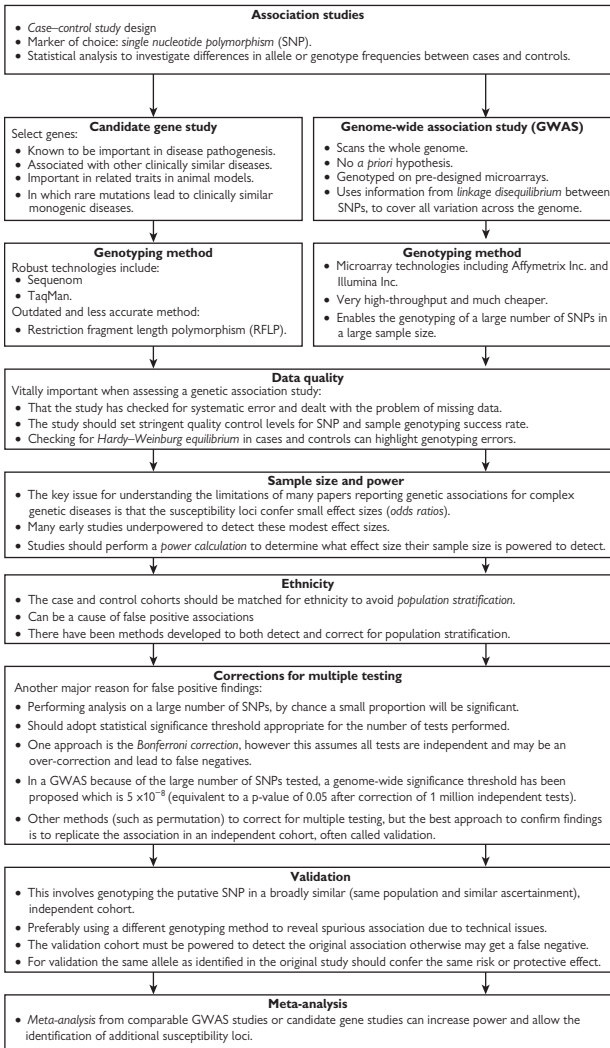 Association studies
• Case–control study design
• Marker of choice: single nucleotide polymorphism (SNP).
• Statistical analysis to investigate differences in allele or genotype frequencies between cases and controls.
Candidate gene study
Select genes:
• Known to be important in disease pathogenesis.
• Associated with other clinically similar diseases.
• Important in related traits in animal models.
• In which rare mutations lead to clinically similar
monogenic diseases.
Genome-wide association study (GWAS)
• Scans the whole genome.
• No a priori hypothesis.
• Genotyped on pre-designed microarrays.
• Uses information from linkage disequilibrium between
SNPs, to cover all variation across the genome.
Genotyping method
Robust technologies include:
• Sequenom
• TaqMan.
Outdated and less accurate method:
• Restriction fragment length polymorphism (RFLP).
Genotyping method
• Microarray technologies including Affymetrix Inc. and
Illumina Inc.
• Very high-throughput and much cheaper.
• Enables the genotyping of a large number of SNPs in
a large sample size.
Data quality
Vitally important when assessing a genetic association study:
• That the study has checked for systematic error and dealt with the problem of missing data.
• The study should set stringent quality control levels for SNP and sample genotyping success rate.
• Checking for Hardy–Weinburg equilibrium in cases and controls can highlight genotyping errors.
Sample size and power
• The key issue for understanding the limitations of many papers reporting genetic associations for complex
genetic diseases is that the susceptibility loci confer small effect sizes (odds ratios).
• Many early studies underpowered to detect these modest effect sizes.
• Studies should perform a power calculation to determine what effect size their sample size is powered to detect.
Ethnicity
• The case and control cohorts should be matched for ethnicity to avoid population stratification.
• Can be a cause of false positive associations
• There have been methods developed to both detect and correct for population stratification.
Corrections for multiple testing
Another major reason for false positive findings:
• Performing analysis on a large number of SNPs, by chance a small proportion will be significant.
• Should adopt statistical significance threshold appropriate for the number of tests performed.
• One approach is the Bonferroni correction, however this assumes all tests are independent and may be an
over-correction and lead to false negatives.
• In a GWAS because of the large number of SNPs tested, a genome-wide significance threshold has been
proposed which is 5 x10⁻⁸ (equivalent to a p-value of 0.05 after correction of 1 million independent tests).
• Other methods (such as permutation) to correct for multiple testing, but the best approach to confirm findings
is to replicate the association in an independent cohort, often called validation.
Validation
• This involves genotyping the putative SNP in a broadly similar (same population and similar ascertainment),
independent cohort.
• Preferably using a different genotyping method to reveal spurious association due to technical issues.
• The validation cohort must be powered to detect the original association otherwise may get a false negative.
• For validation the same allele as identified in the original study should confer the same risk or protective effect.
Meta-analysis
• Meta-analysis from comparable GWAS studies or candidate gene studies can increase power and allow the
identification of additional susceptibility loci.